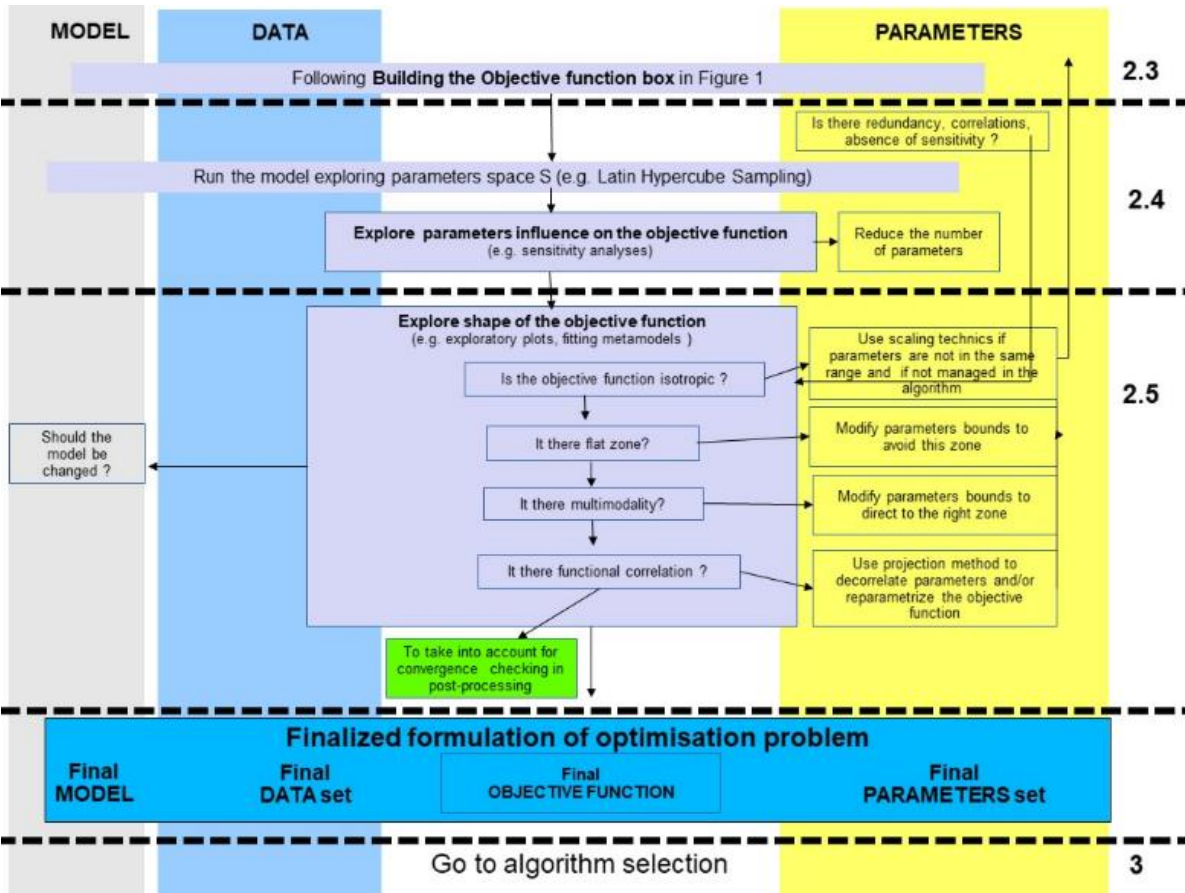 MODEL
DATA
PARAMETERS
Following Building the Objective function box in Figure 1
2.3
Is there redundancy, correlations,
absence of sensitivity ?
Run the model exploring parameters space S (e.g. Latin Hypercube Sampling)
2.4
Explore parameters influence on the objective function
(e.g. sensitivity analyses)
Reduce the number
of parameters
Explore shape of the objective function
(e.g. exploratory plots, fitting metamodels )
Is the objective function isotropic ?
Use scaling technics if
parameters are not in the same
range and if not managed in the
algorithm
2.5
Should the
model be
changed ?
It there flat zone?
Modify parameters bounds to
avoid this zone
It there multimodality?
Modify parameters bounds to
direct to the right zone
It there functional correlation ?
Use projection method to
decorrelate parameters and/or
reparametrize the objective
function
To take into account for
convergence checking in
post-processing
Finalized formulation of optimisation problem
Final
MODEL
Final
DATA set
Final
OBJECTIVE FUNCTION
Final
PARAMETERS set
Go to algorithm selection
3